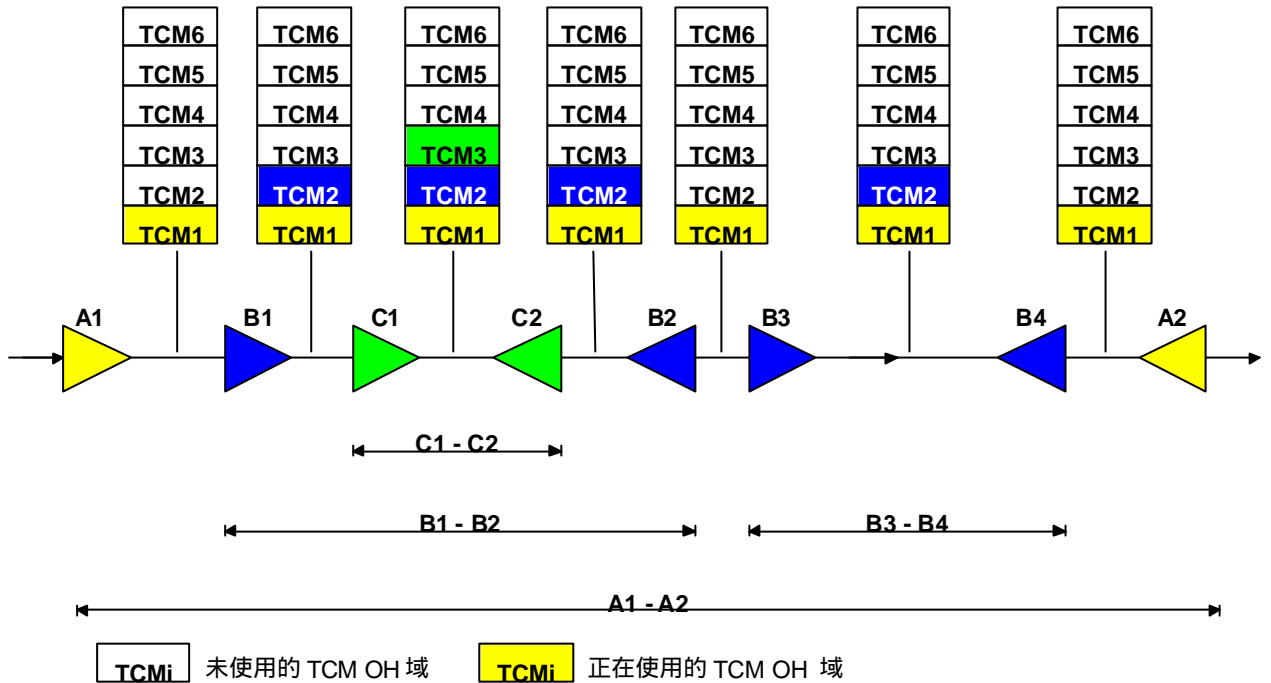 TCM6 TCM6 TCM6 TCM6 TCM6 TCM6 TCM6
TCM5 TCM5 TCM5 TCM5 TCM5 TCM5 TCM5
TCM4 TCM4 TCM4 TCM4 TCM4 TCM4 TCM4
TCM3 TCM3 TCM3 TCM3 TCM3 TCM3 TCM3
TCM2 TCM2 TCM2 TCM2 TCM2 TCM2 TCM2
TCM1 TCM1 TCM1 TCM1 TCM1 TCM1 TCM1
A1 B1 C1 C2 B2 B3 B4 A2
C1 - C2
B1 - B2 B3 - B4
A1 - A2
TCMi 未使用的 TCM OH 域 TCMi 正在使用的 TCM OH 域